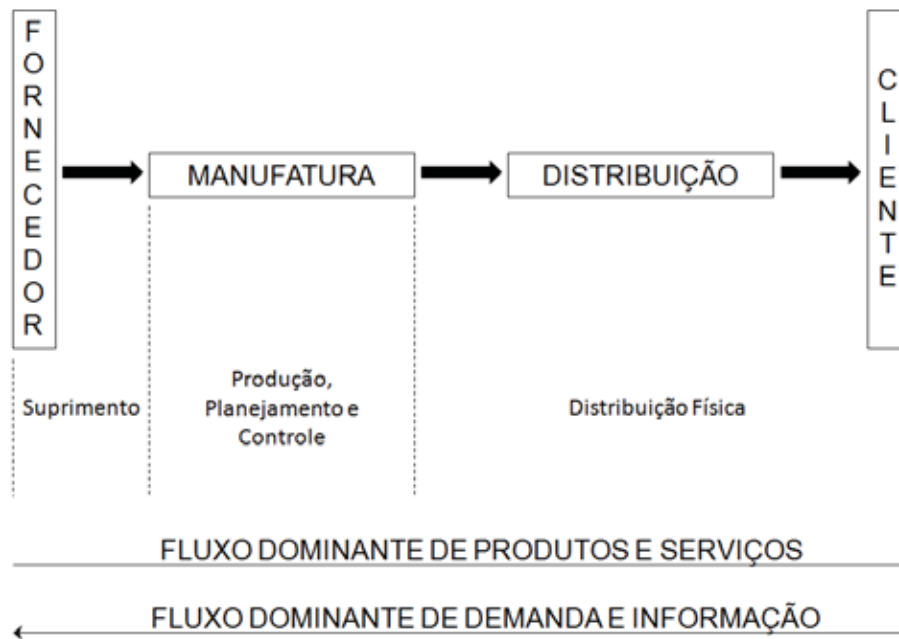 FORNECEDOR
MANUFATURA
DISTRIBUIÇÃO
CLIENTE
Suprimento
Produção,
Planejamento e
Controle
Distribuição Física
FLUXO DOMINANTE DE PRODUTOS E SERVIÇOS
FLUXO DOMINANTE DE DEMANDA E INFORMAÇÃO